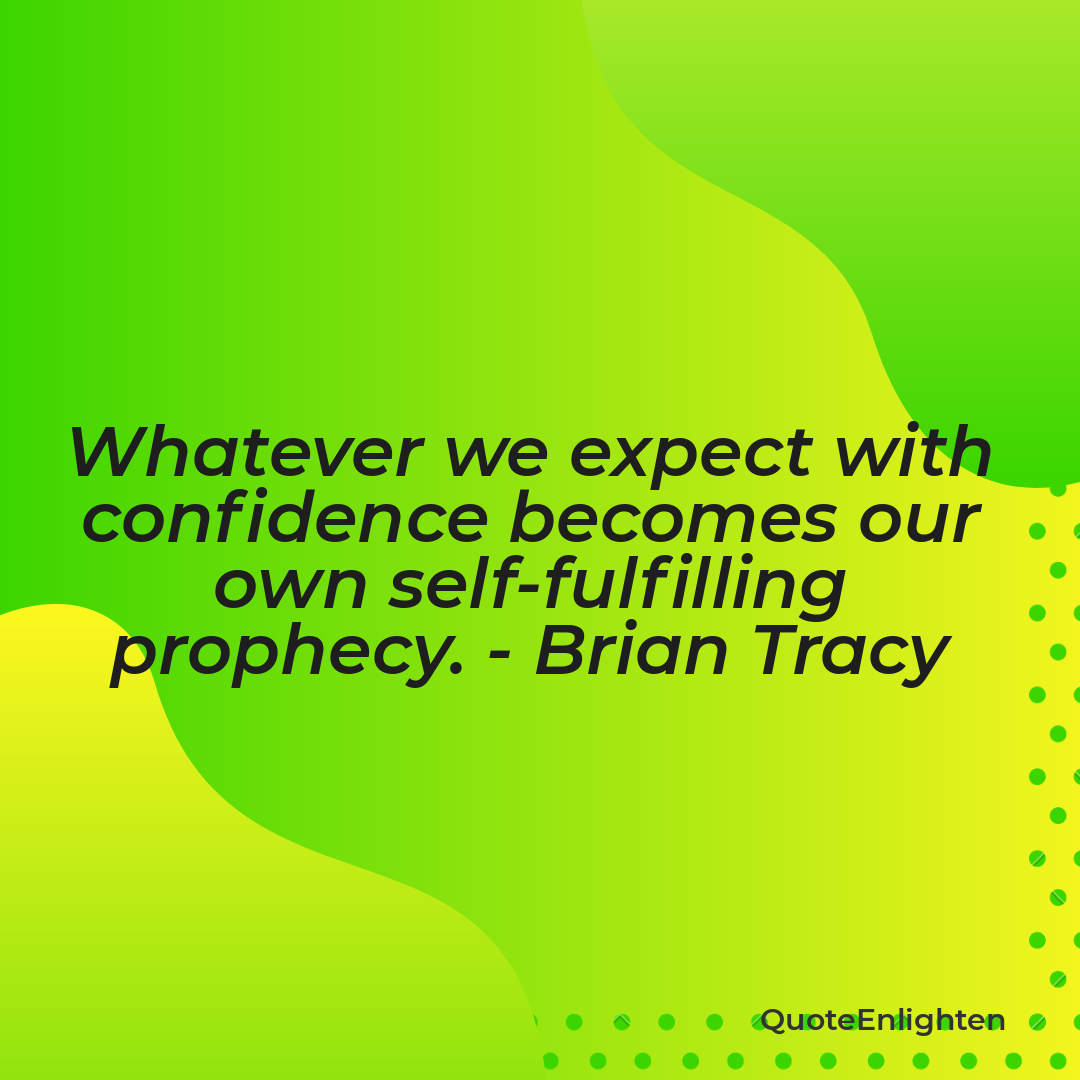 Whatever we expect with
confidence becomes our
own self-fulfilling
prophecy. - Brian Tracy
QuoteEnlighten